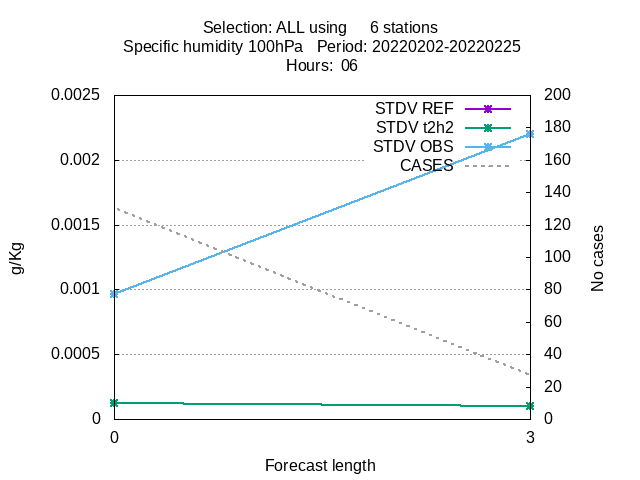 Selection: ALL using 6 stations
Specific humidity 100hPa Period: 20220202-20220225
Hours: 06
0.0025
0.002
0.0015
0.001
0.0005
0
200
180
160
140
120
100
80
60
40
20
0
STDV REF
STDV t2h2
STDV OBS
CASES
g/Kg
No cases
0
3
Forecast length